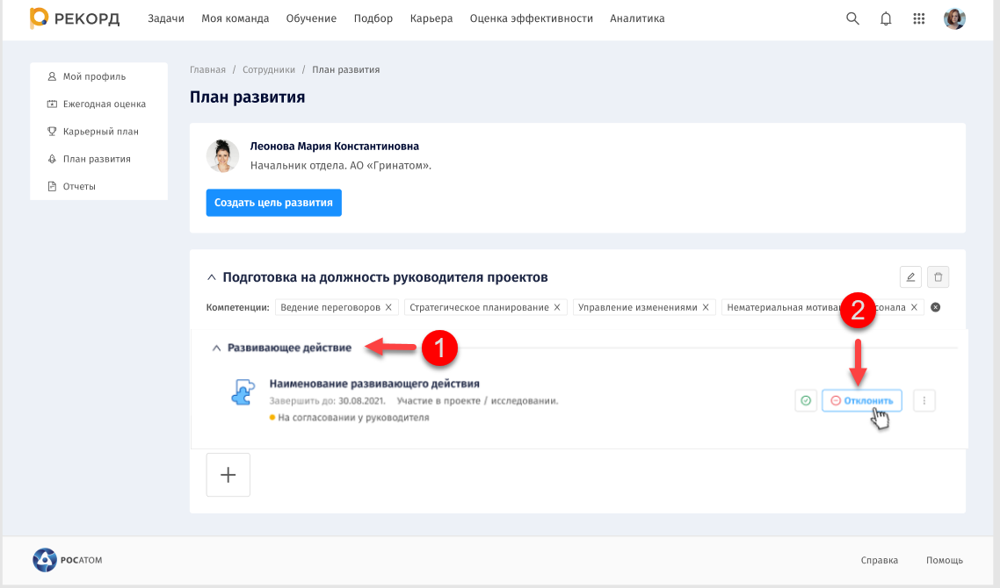 РЕКОРД Задачи Моя команда Обучение Подбор Карьера Оценка эффективности Аналитика
Мой профиль
Ежегодная оценка
Карьерный план
План развития
Отчеты
Главная / Сотрудники / План развития
План развития
Леонова Мария Константиновна
Начальник отдела. АО «Гринатом».
Создать цель развития
Подготовка на должность руководителя проектов
Компетенции: Ведение переговоров Стратегическое планирование Управление изменениями Нематериальная
2
Развивающее действие
1
Наименование развивающего действия
Завершить до: 30.08.2021. Участие в проекте / исследовании.
На согласовании у руководителя
Отклонить
РОСАТОМ
Справка Помощь